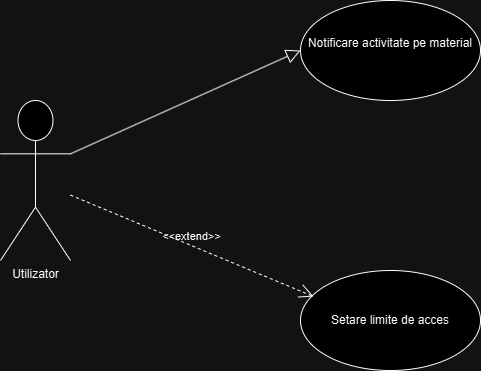 Notificare activitate pe material
<<extend>>
Utilizator
Setare limite de acces